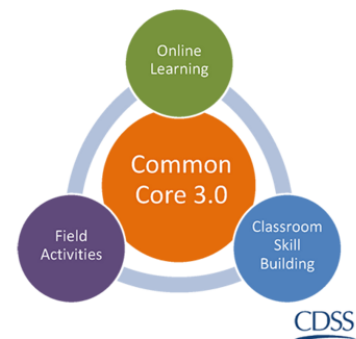 Online
Learning
Common
Core 3.0
Field
Activities
Classroom
Skill
Building
CDSS